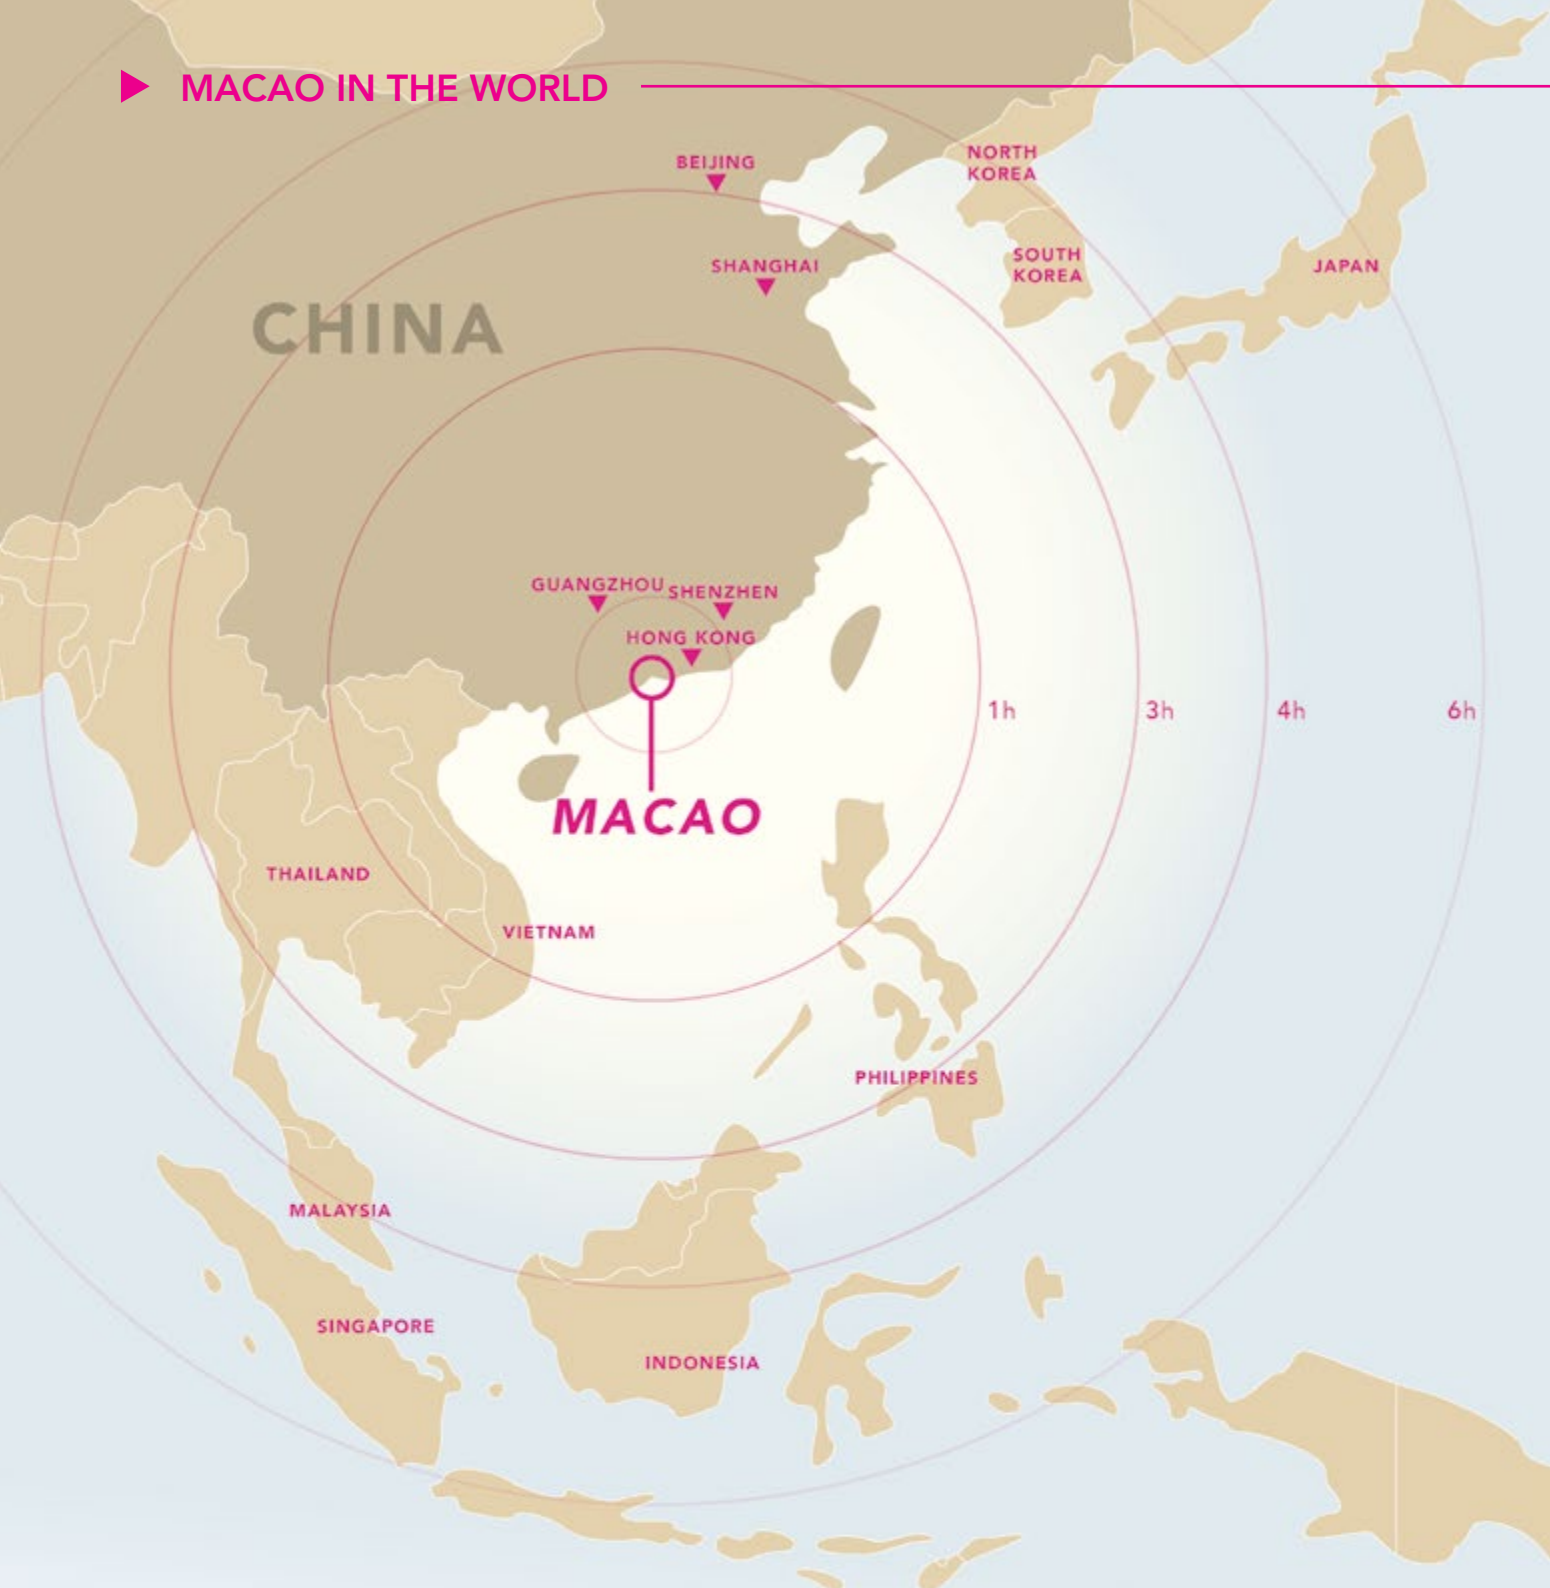 MACAO IN THE WORLD
BEIJING
NORTH
KOREA
SHANGHAI
SOUTH
KOREA
JAPAN
CHINA
GUANGZHOU
SHENZHEN
HONG KONG
1h
3h
4h
6h
MACAO
THAILAND
VIETNAM
PHILIPPINES
MALAYSIA
SINGAPORE
INDONESIA